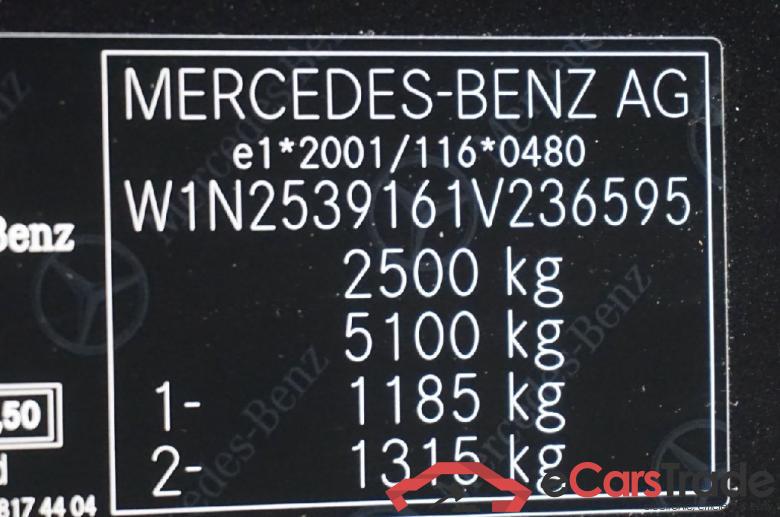 MERCEDES-BENZ AG
e1*2001/116*0480
W1N2539161V236595
Benz
2500 kg
5100 kg
1- 1185 kg
,50
2- 1315 kg
d
817 44 04
eCarsTrade